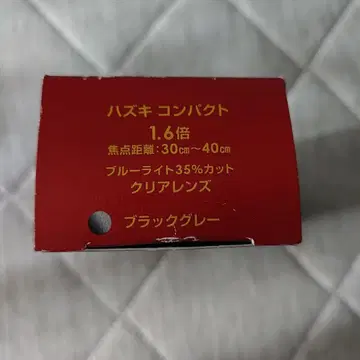 ハズキ コンパクト
1.6倍
焦点距離：30㎝～40㎝
ブルーライト35%カット
クリアレンズ
ブラックグレー